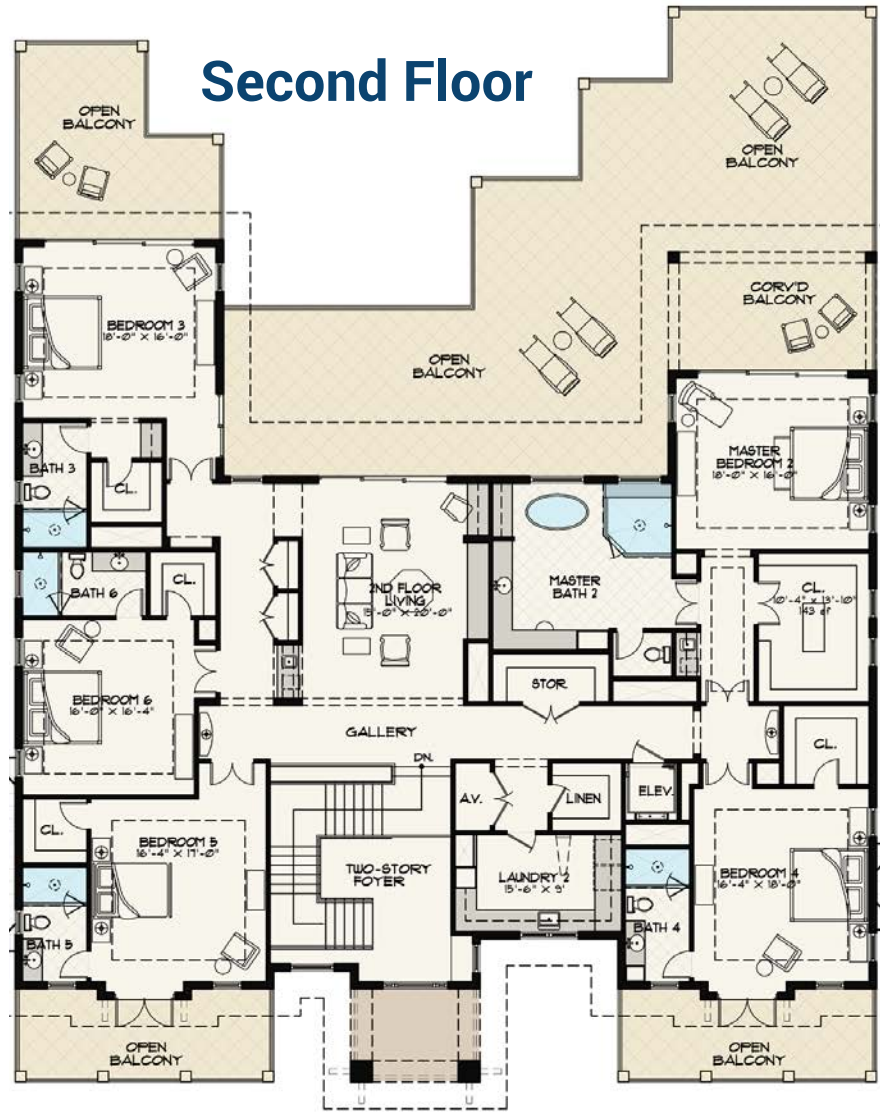 Second Floor
OPEN
BALCONY
OPEN
BALCONY
CORV'D
BALCONY
BEDROOM 3
18'-0" X 16'-0"
OPEN
BALCONY
MASTER
BEDROOM 2
18'-0" X 16'-0"
BATH 3
CL.
BATH 6
CL.
2ND FLOOR
LIVING
15'-0" X 20'-0"
MASTER
BATH 2
CL.
10'-4" x 13'-10"
143 sf
BEDROOM 6
16'-0" X 16'-4"
STOR.
GALLERY
CL.
DN.
A.V.
LINEN
ELEV.
CL.
BEDROOM 5
16'-4" X 17'-0"
TWO-STORY
FOYER
LAUNDRY 2
15'-6" X 9'
BEDROOM 4
16'-4" X 18'-0"
BATH 5
BATH 4
OPEN
BALCONY
OPEN
BALCONY